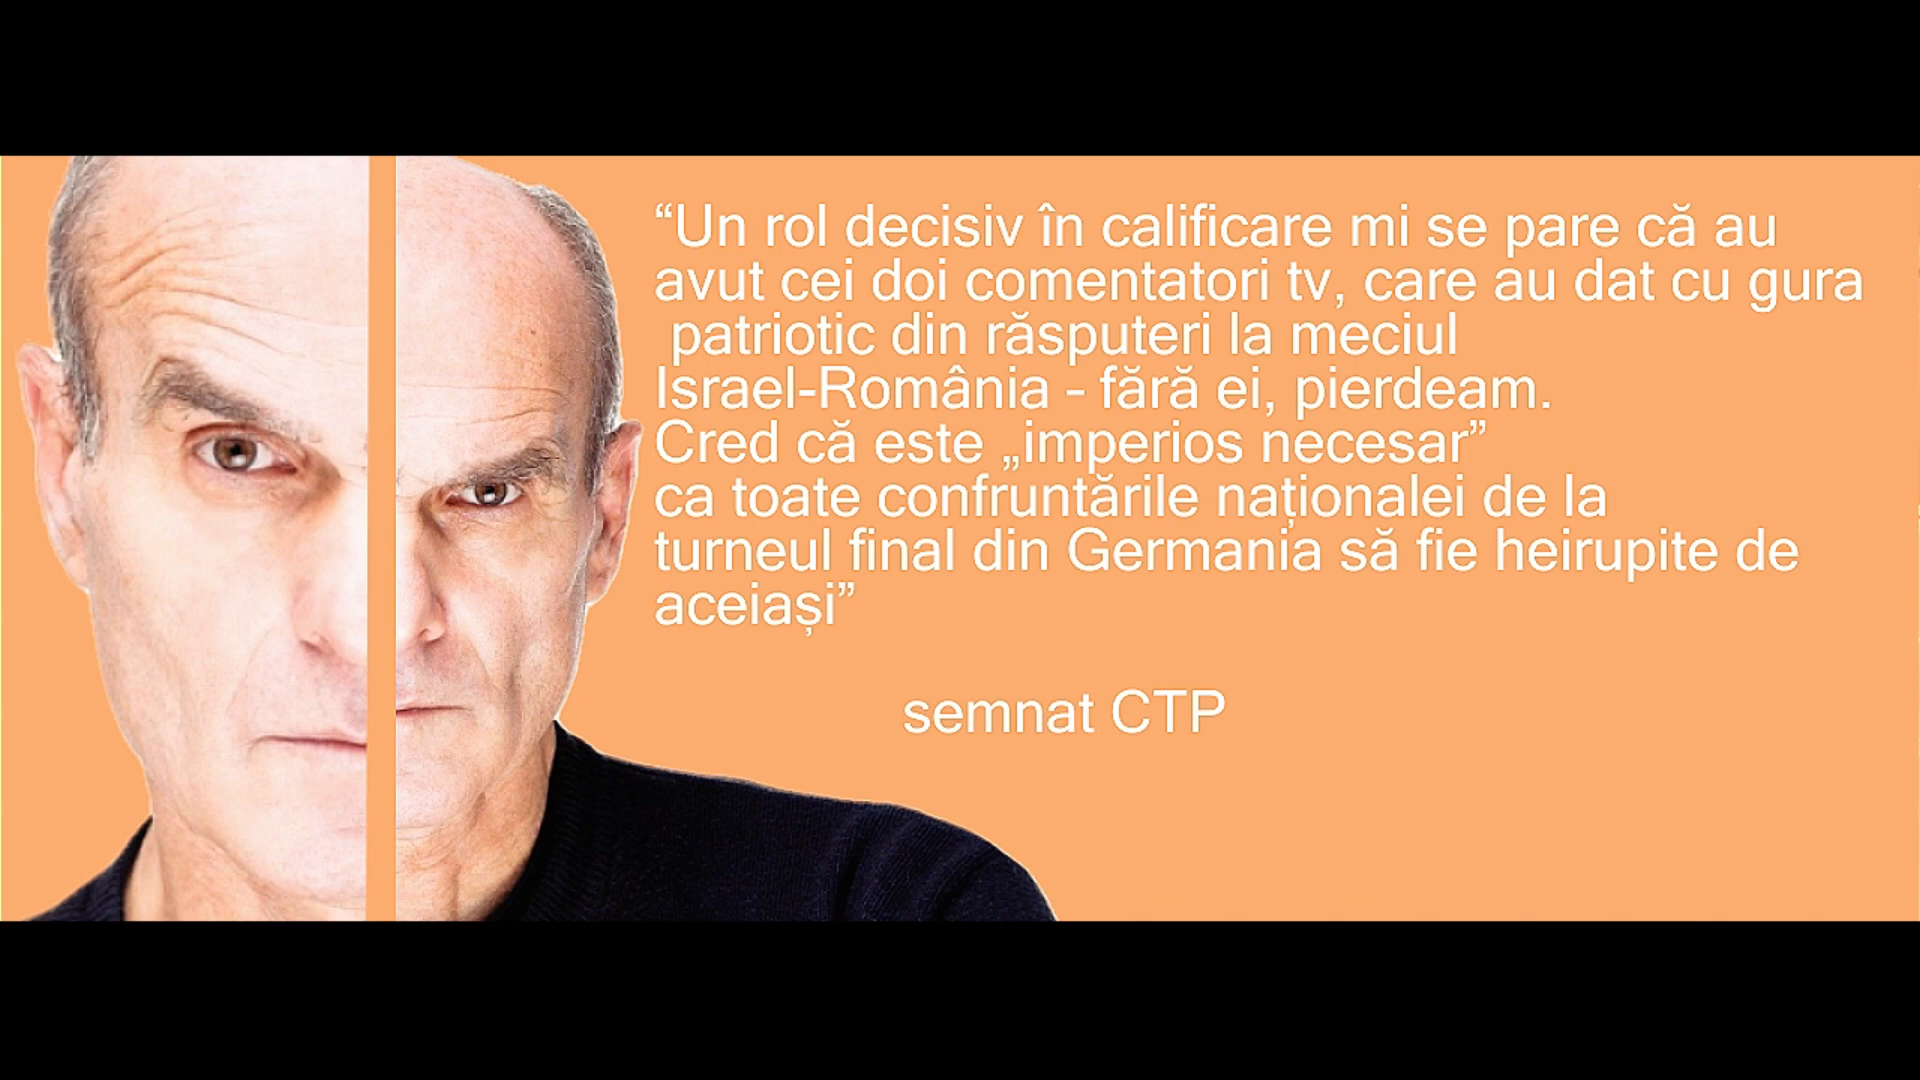 “Un rol decisiv în calificare mi se pare că au
avut cei doi comentatori tv, care au dat cu gura
patriotic din răsputeri la meciul
Israel-România - fără ei, pierdeam.
Cred că este „imperios necesar”
ca toate confruntările naționalei de la
turneul final din Germania să fie heirupite de
aceiași”
semnat CTP